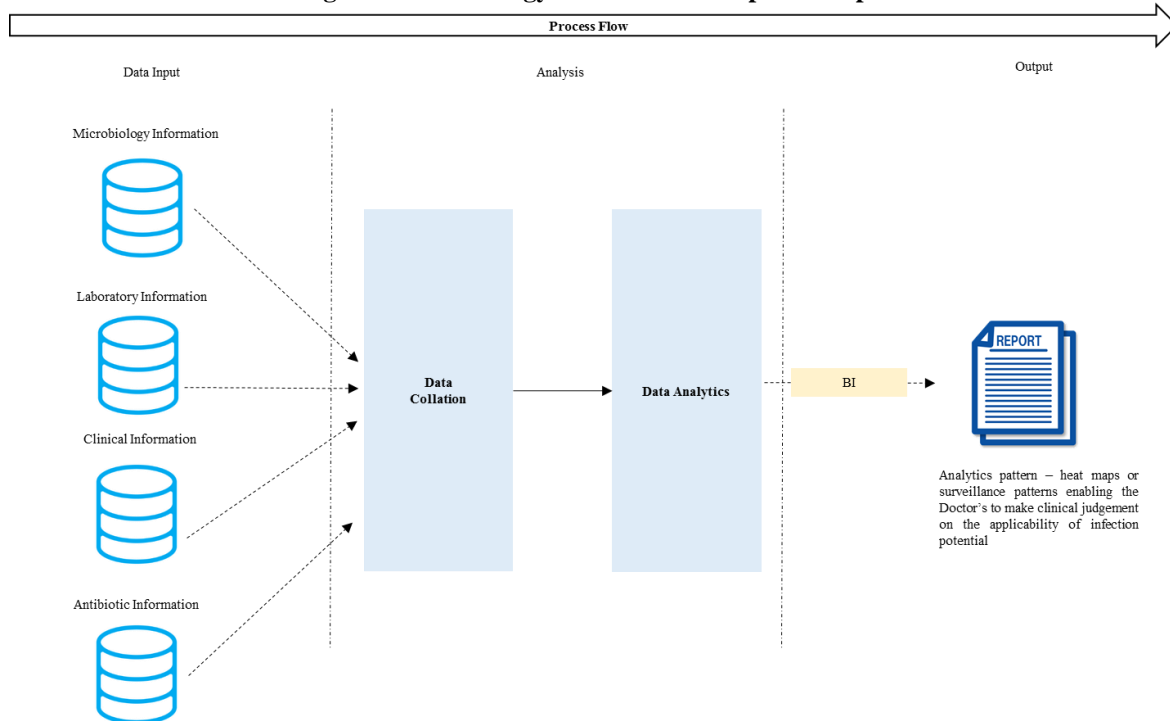 Process Flow
Data Input
Analysis
Output
Microbiology Information
Laboratory Information
Clinical Information
Antibiotic Information
Data
Collation
Data Analytics
BI
REPORT
Analytics pattern – heat maps or
surveillance patterns enabling the
Doctor's to make clinical judgement
on the applicability of infection
potential